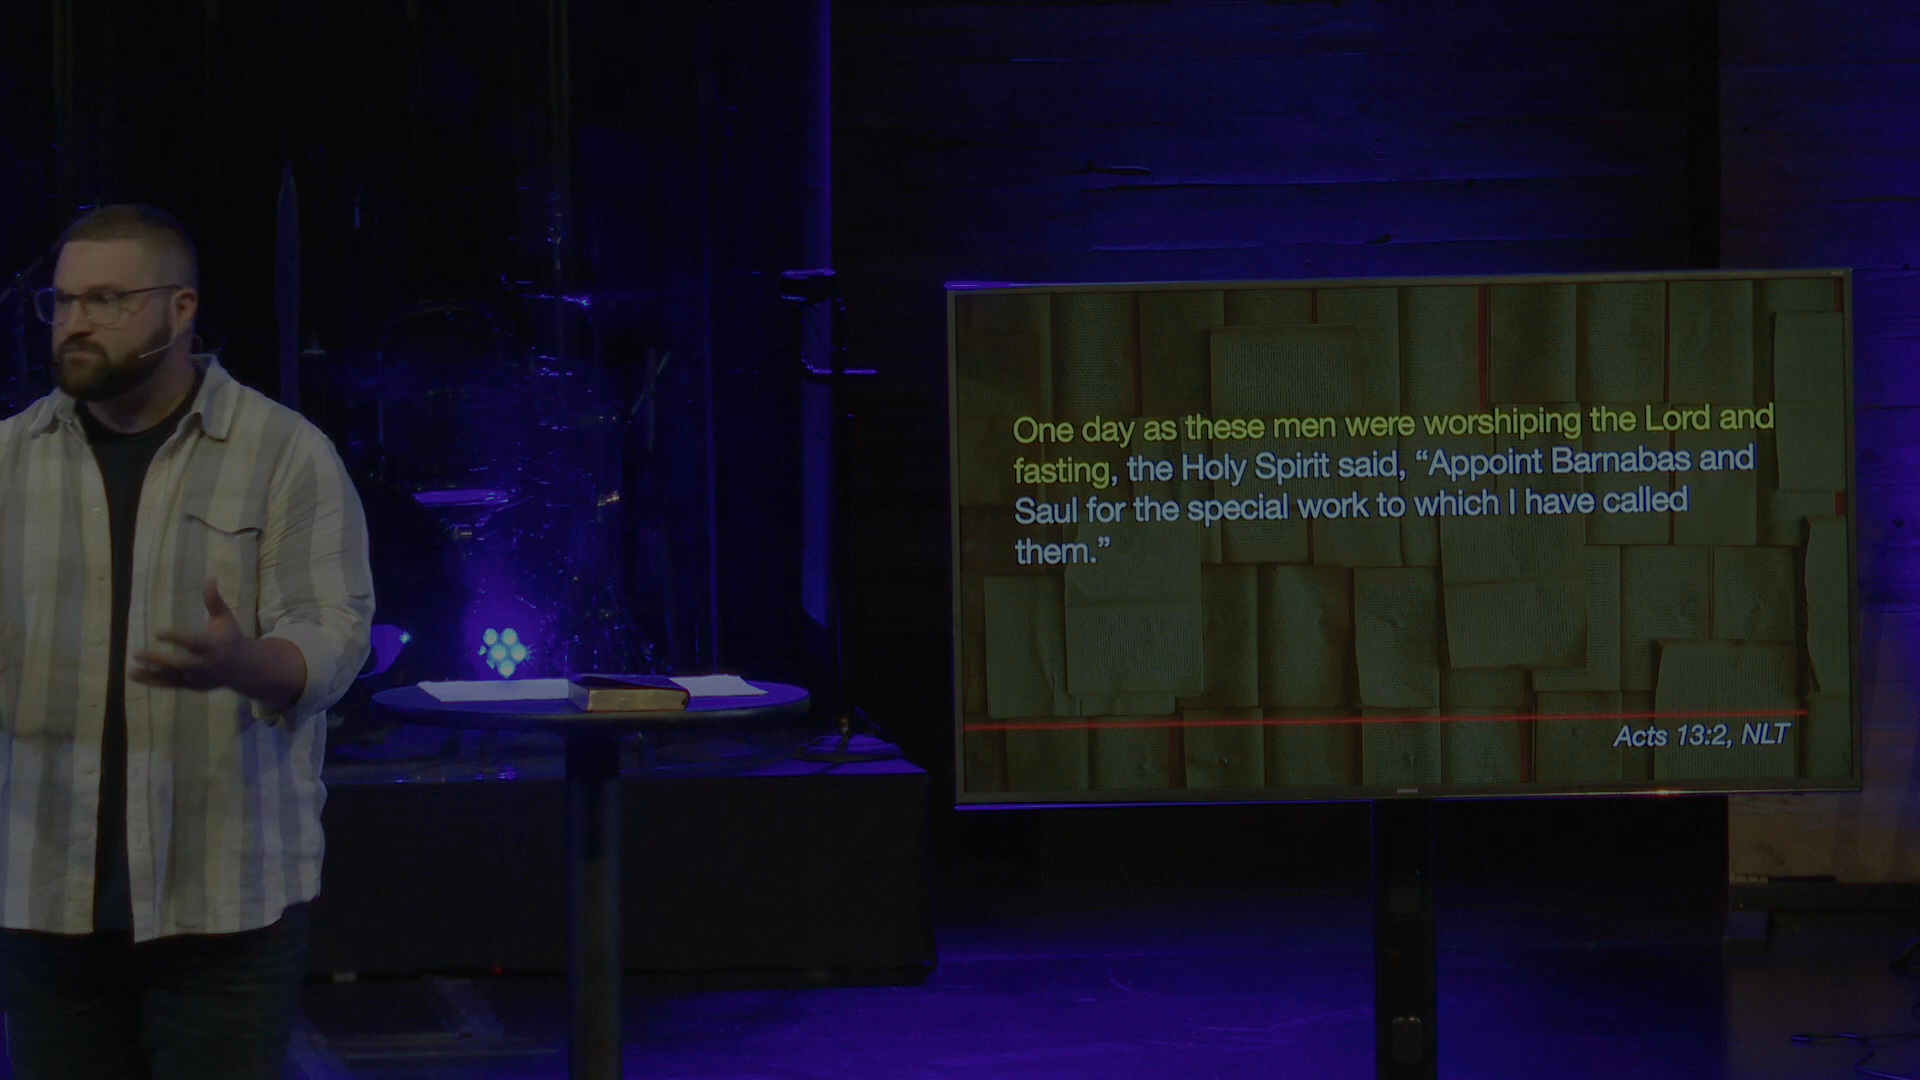 One day as these men were worshiping the Lord and
fasting, the Holy Spirit said, “Appoint Barnabas and
Saul for the special work to which I have called
them.”
Acts 13:2, NLT